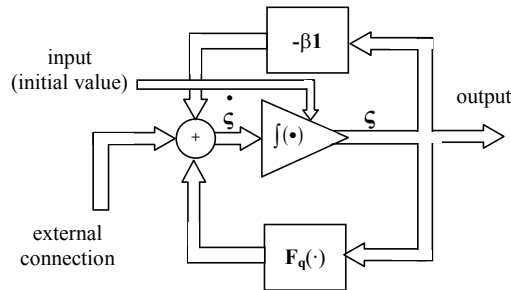 -β1
input
(initial value)
output
ς̇
ς
+
∫(•)
external
connection
F_q(·)